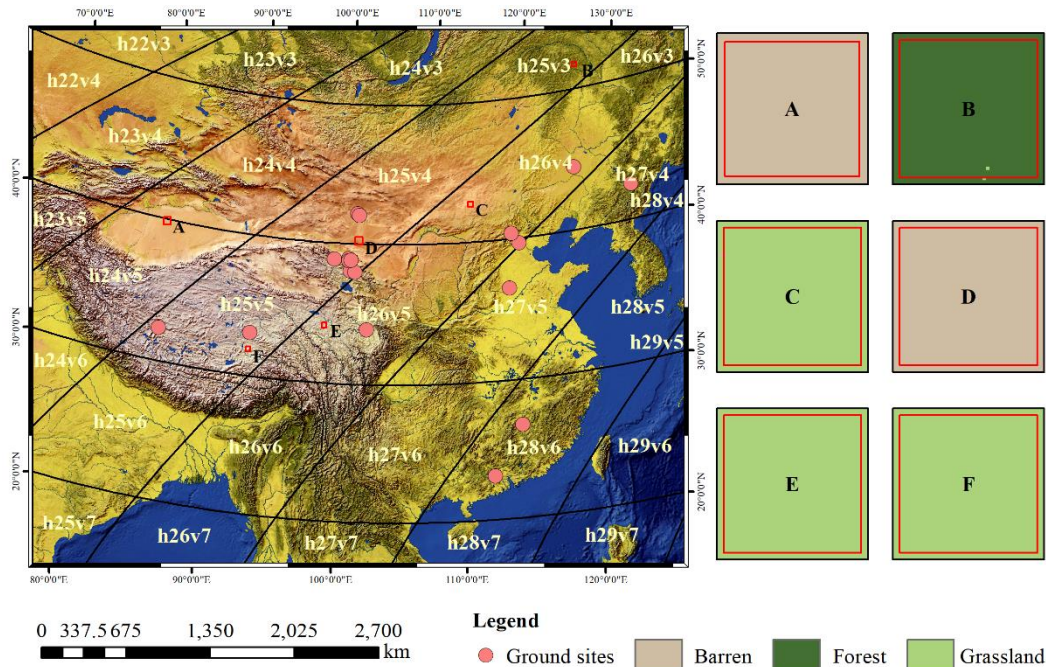 70°0'0"E 80°0'0"E 90°0'0"E 100°0'0"E 110°0'0"E 120°0'0"E 130°0'0"E
h22v3 h23v3 h24v3 h25v3 B h26v3 50°0'0"N
h22v4
h23v4 h24v4 h25v4 h26v4 h27v4
40°0'0"N h28v4 40°0'0"N
h23v5 A C
D
h24v5 h25v5 h26v5 h27v5 h28v5
30°0'0"N E h29v5 30°0'0"N
F
h24v6
h25v6 h26v6 h27v6 h28v6 h29v6
20°0'0"N 20°0'0"N
h25v7 h26v7 h27v7 h28v7 h29v7
80°0'0"E 90°0'0"E 100°0'0"E 110°0'0"E 120°0'0"E
A B
C D
E F
0 337.5 675 1,350 2,025 2,700
km
Legend
Ground sites Barren Forest Grassland